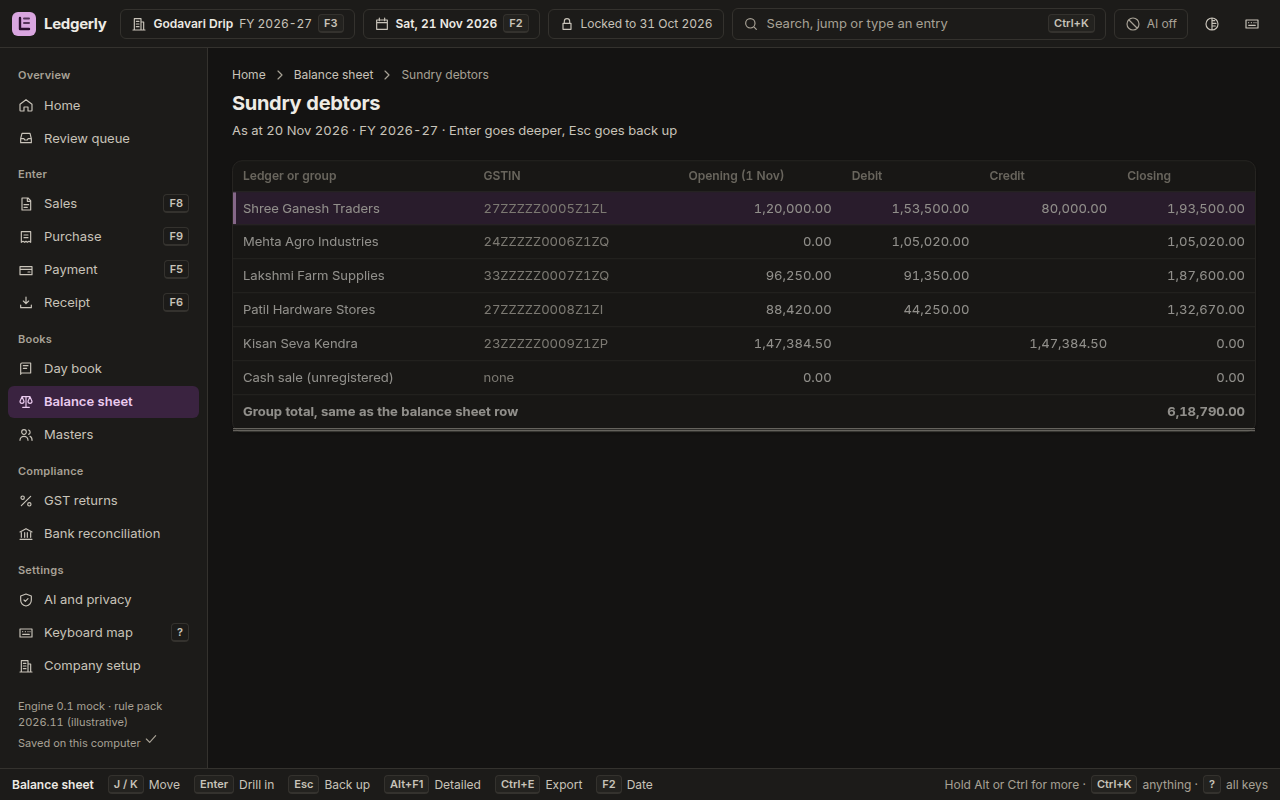 Ledgerly
Godavari Drip FY 2026-27 F3
Sat, 21 Nov 2026 F2
Locked to 31 Oct 2026
Search, jump or type an entry Ctrl+K
AI off
Overview
Home
Review queue
Enter
Sales F8
Purchase F9
Payment F5
Receipt F6
Books
Day book
Balance sheet
Masters
Compliance
GST returns
Bank reconciliation
Settings
AI and privacy
Keyboard map ?
Company setup
Engine 0.1 mock · rule pack
2026.11 (illustrative)
Saved on this computer
Home > Balance sheet > Sundry debtors
Sundry debtors
As at 20 Nov 2026 · FY 2026-27 · Enter goes deeper, Esc goes back up
Ledger or group GSTIN Opening (1 Nov) Debit Credit Closing
Shree Ganesh Traders 27ZZZZZ0005Z1ZL 1,20,000.00 1,53,500.00 80,000.00 1,93,500.00
Mehta Agro Industries 24ZZZZZ0006Z1ZQ 0.00 1,05,020.00 1,05,020.00
Lakshmi Farm Supplies 33ZZZZZ0007Z1ZQ 96,250.00 91,350.00 1,87,600.00
Patil Hardware Stores 27ZZZZZ0008Z1ZI 88,420.00 44,250.00 1,32,670.00
Kisan Seva Kendra 23ZZZZZ0009Z1ZP 1,47,384.50 1,47,384.50 0.00
Cash sale (unregistered) none 0.00 0.00
Group total, same as the balance sheet row 6,18,790.00
Balance sheet J / K Move Enter Drill in Esc Back up Alt+F1 Detailed Ctrl+E Export F2 Date
Hold Alt or Ctrl for more · Ctrl+K anything · ? all keys